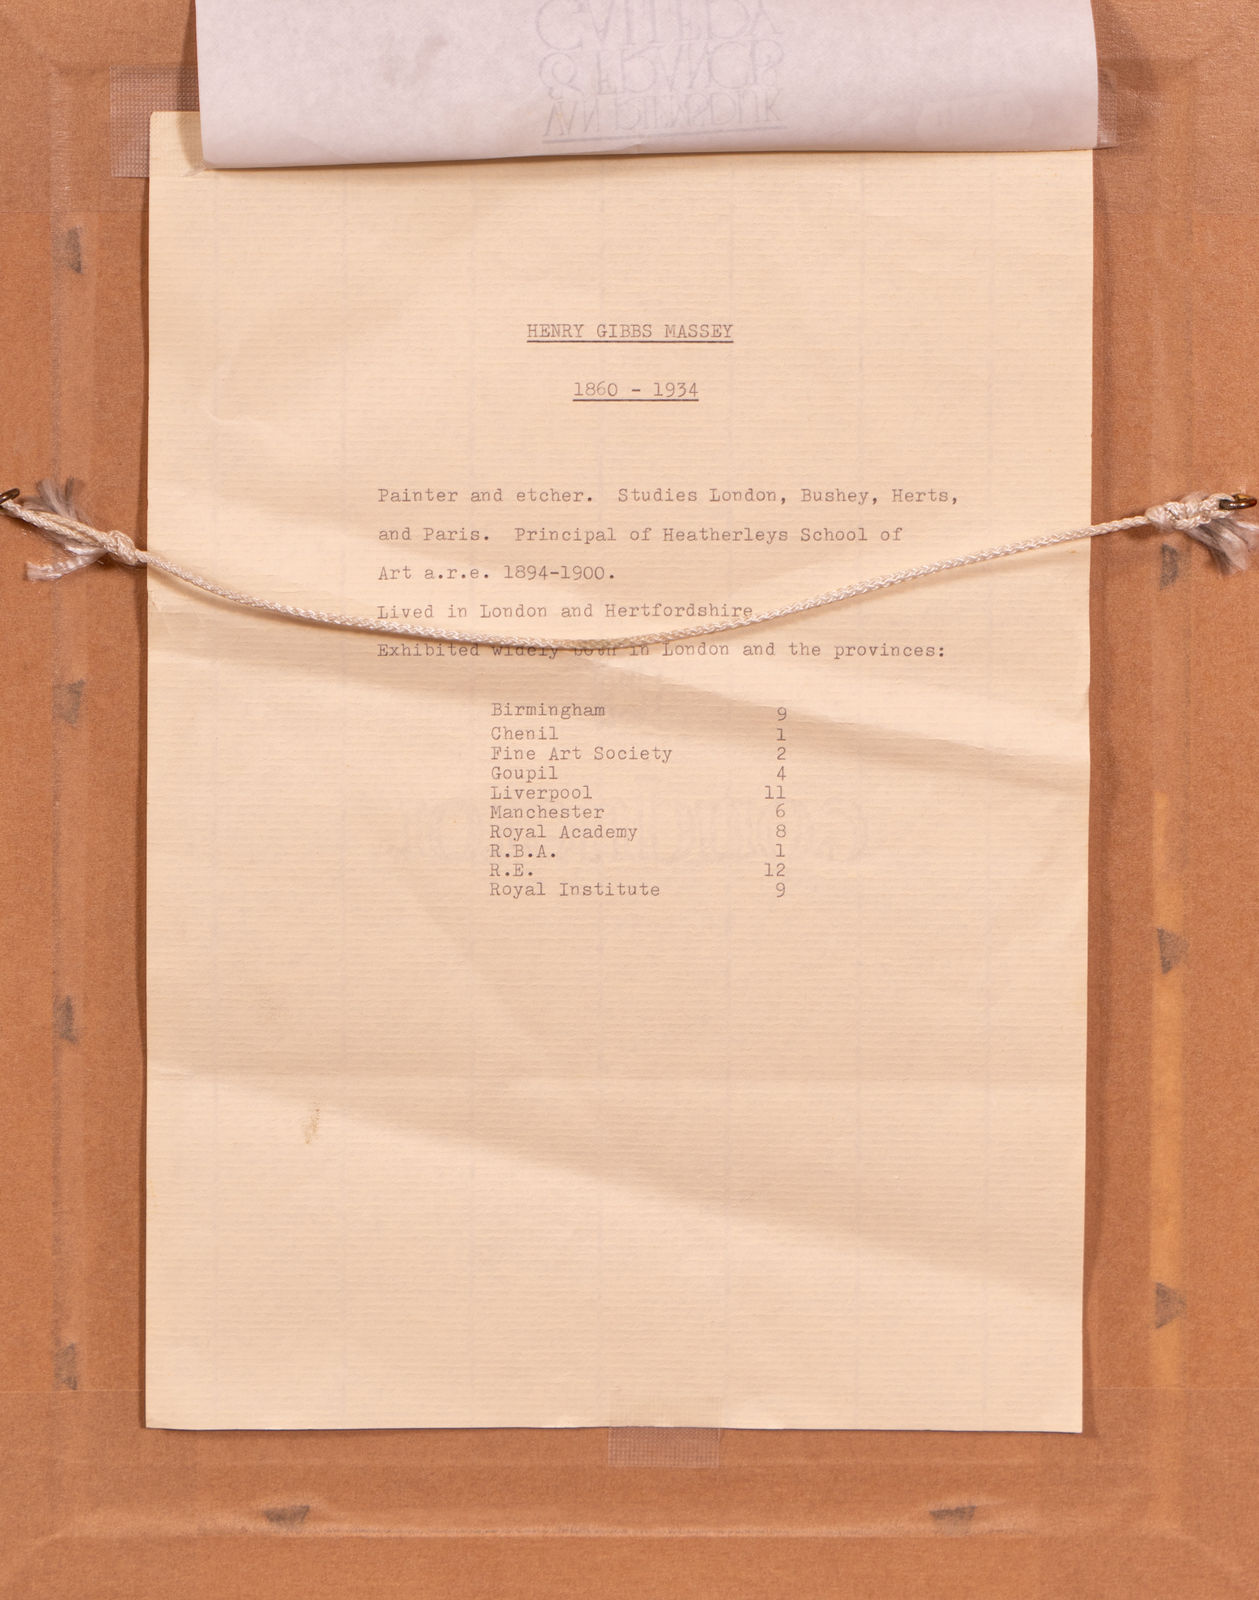 HENRY GIBBS MASSEY
1860 - 1934
Painter and etcher. Studies London, Bushey, Herts,
and Paris. Principal of Heatherleys School of
Art a.r.e. 1894-1900.
Lived in London and Hertfordshire
Exhibited widely both in London and the provinces:
Birmingham 9
Chenil 1
Fine Art Society 2
Goupil 4
Liverpool 11
Manchester 6
Royal Academy 8
R.B.A. 1
R.E. 12
Royal Institute 9